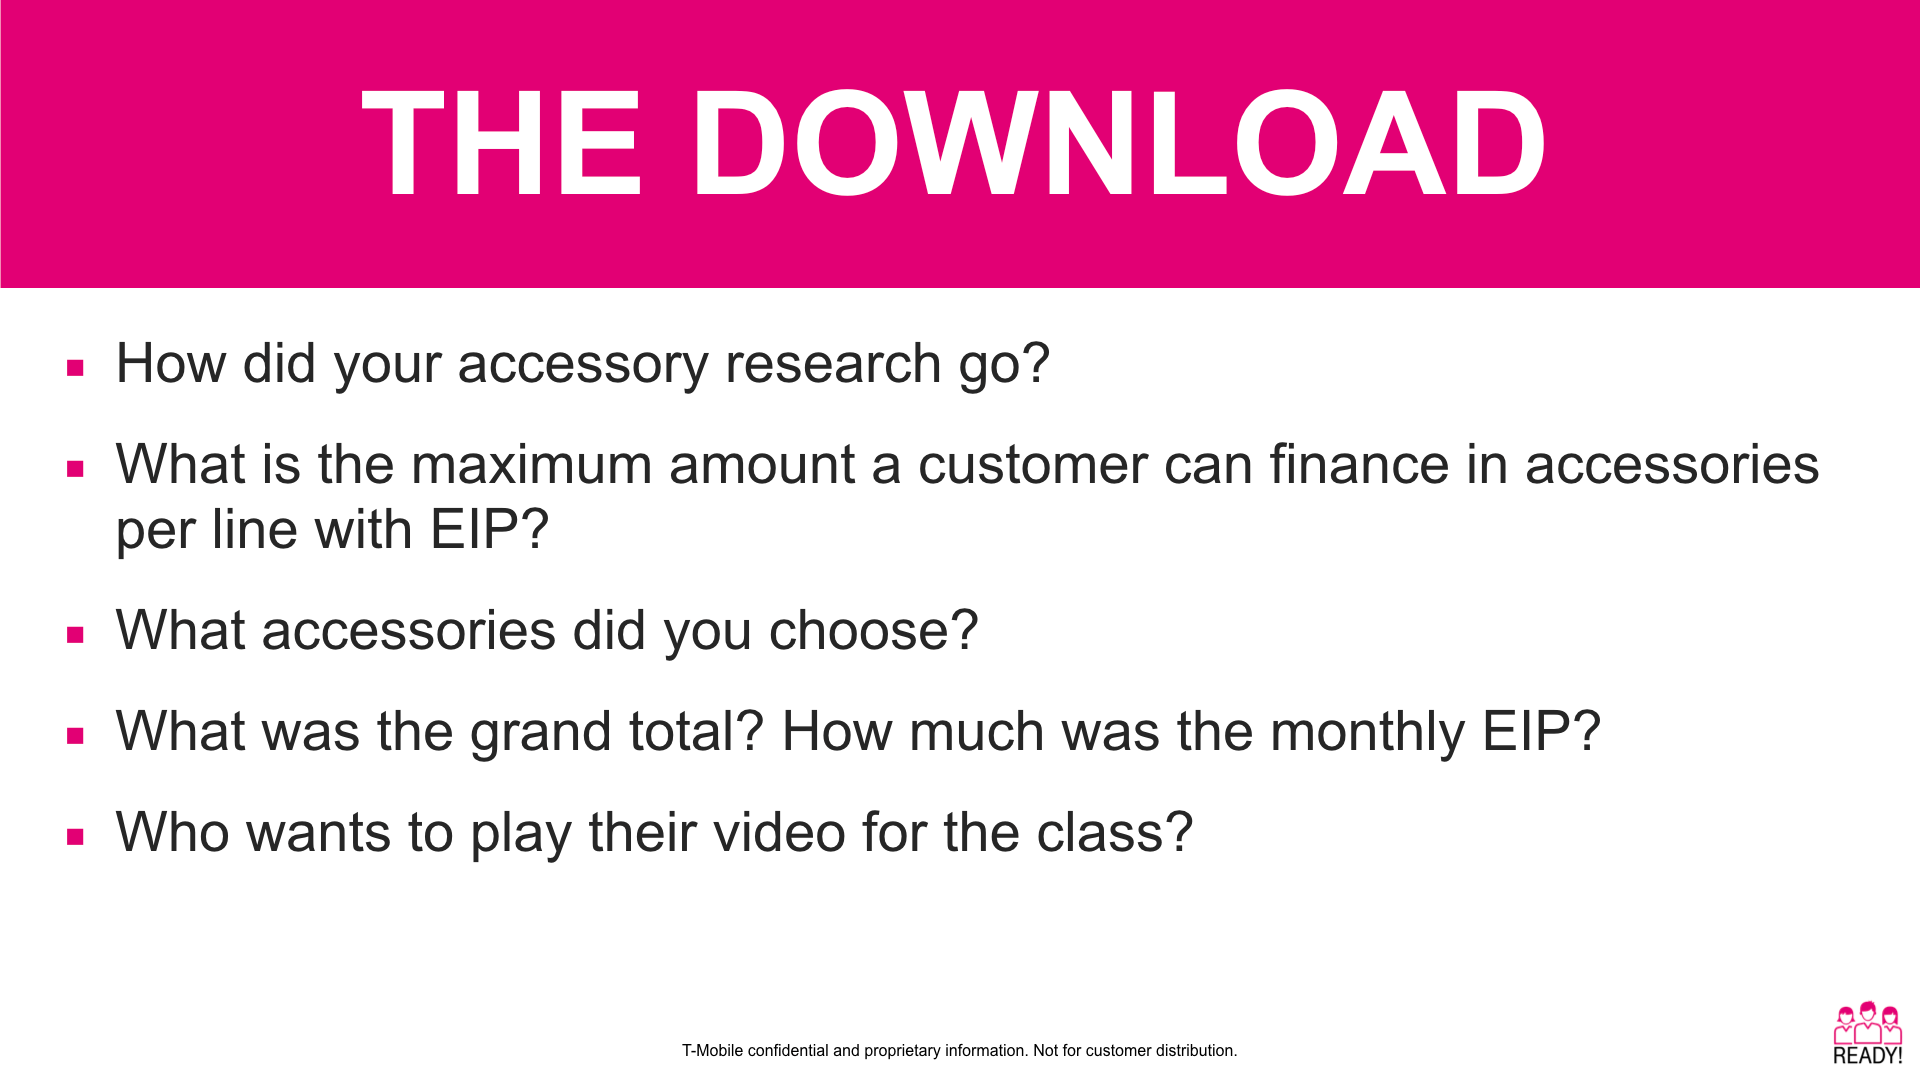 THE DOWNLOAD
▪ How did your accessory research go?
▪ What is the maximum amount a customer can finance in accessories
per line with EIP?
▪ What accessories did you choose?
▪ What was the grand total? How much was the monthly EIP?
▪ Who wants to play their video for the class?
T-Mobile confidential and proprietary information. Not for customer distribution.
READY!